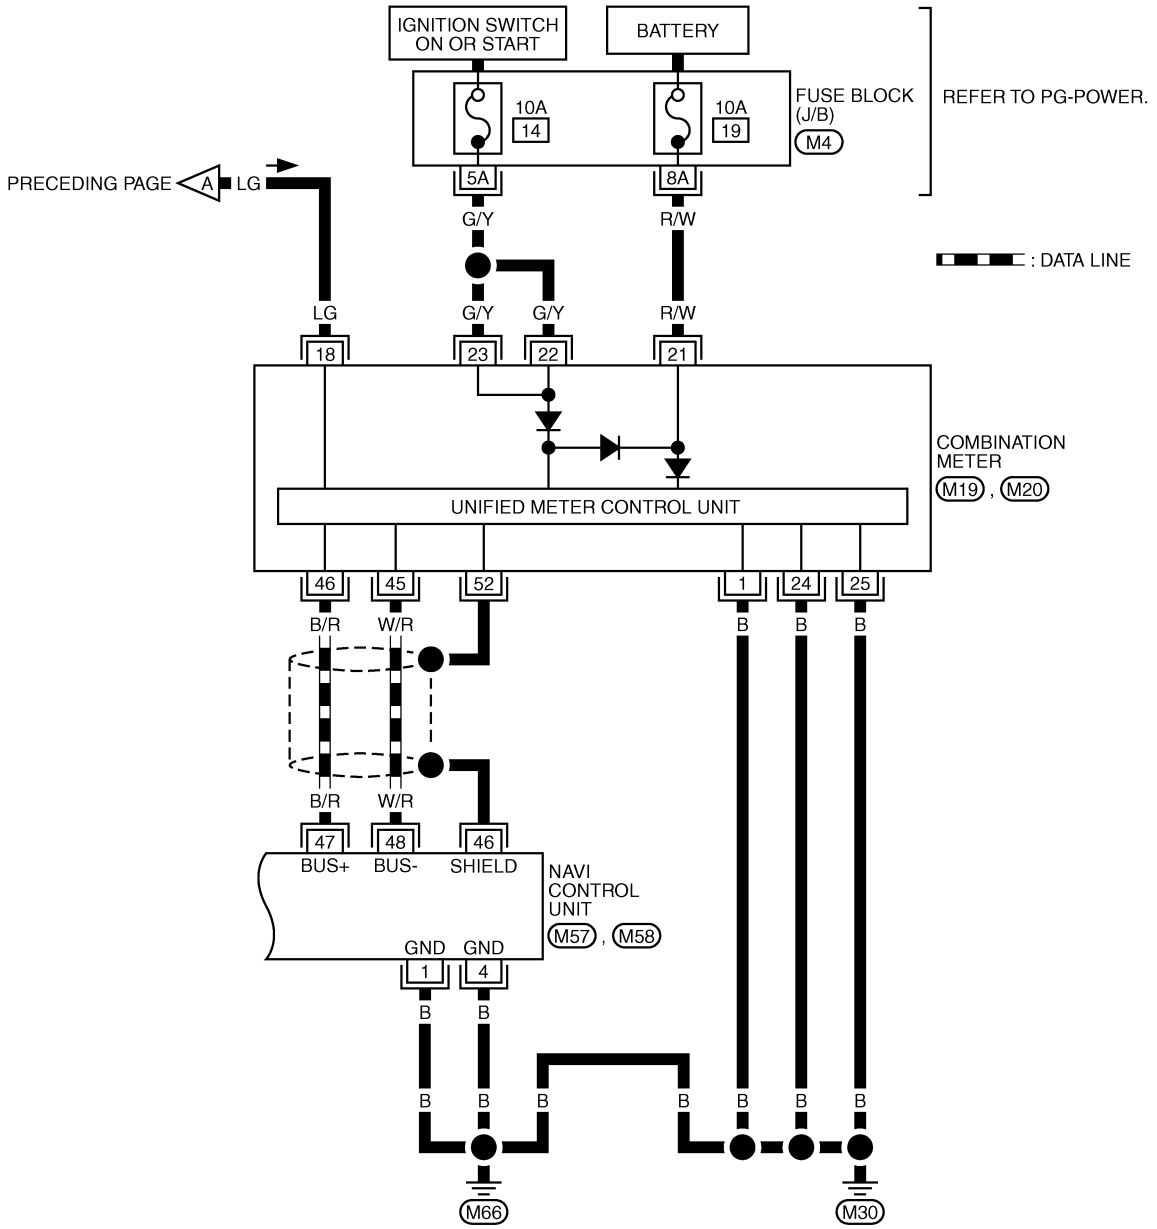 IGNITION SWITCH
ON OR START
BATTERY
10A
14
10A
19
FUSE BLOCK
(J/B)
M4
REFER TO PG-POWER.
5A
8A
PRECEDING PAGE
A
LG
G/Y
R/W
: DATA LINE
LG
G/Y
G/Y
R/W
18
23
22
21
COMBINATION
METER
M19 , M20
UNIFIED METER CONTROL UNIT
46
45
52
1
24
25
B/R
W/R
B
B
B
B/R
W/R
47
48
46
BUS+
BUS-
SHIELD
NAVI
CONTROL
UNIT
M57 , M58
GND
GND
1
4
B
B
B
B
B
B
B
B
B
M66
M30